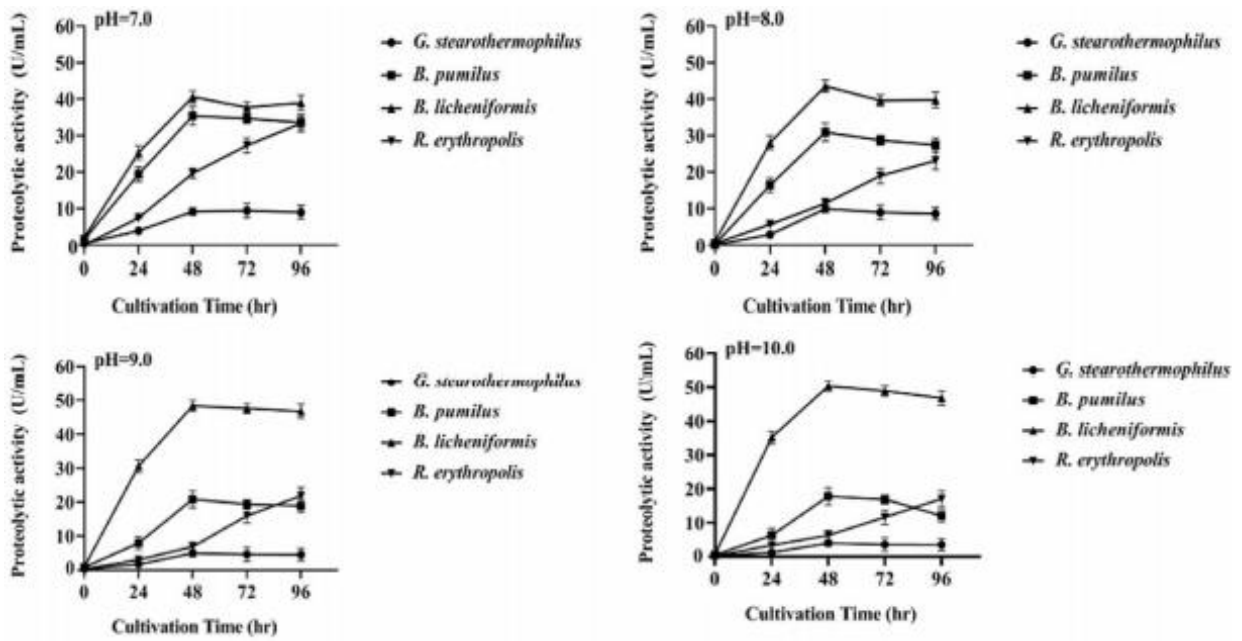 pH=7.0
Proteolytic activity (U/mL)
60
50
40
30
20
10
0
0 24 48 72 96
Cultivation Time (hr)
G. stearothermophilus
B. pumilus
B. licheniformis
R. erythropolis
pH=8.0
Proteolytic activity (U/mL)
60
50
40
30
20
10
0
0 24 48 72 96
Cultivation Time (hr)
G. stearothermophilus
B. pumilus
B. licheniformis
R. erythropolis
pH=9.0
Proteolytic activity (U/mL)
60
50
40
30
20
10
0
0 24 48 72 96
Cultivation Time (hr)
G. stearothermophilus
B. pumilus
B. licheniformis
R. erythropolis
pH=10.0
Proteolytic activity (U/mL)
60
50
40
30
20
10
0
0 24 48 72 96
Cultivation Time (hr)
G. stearothermophilus
B. pumilus
B. licheniformis
R. erythropolis